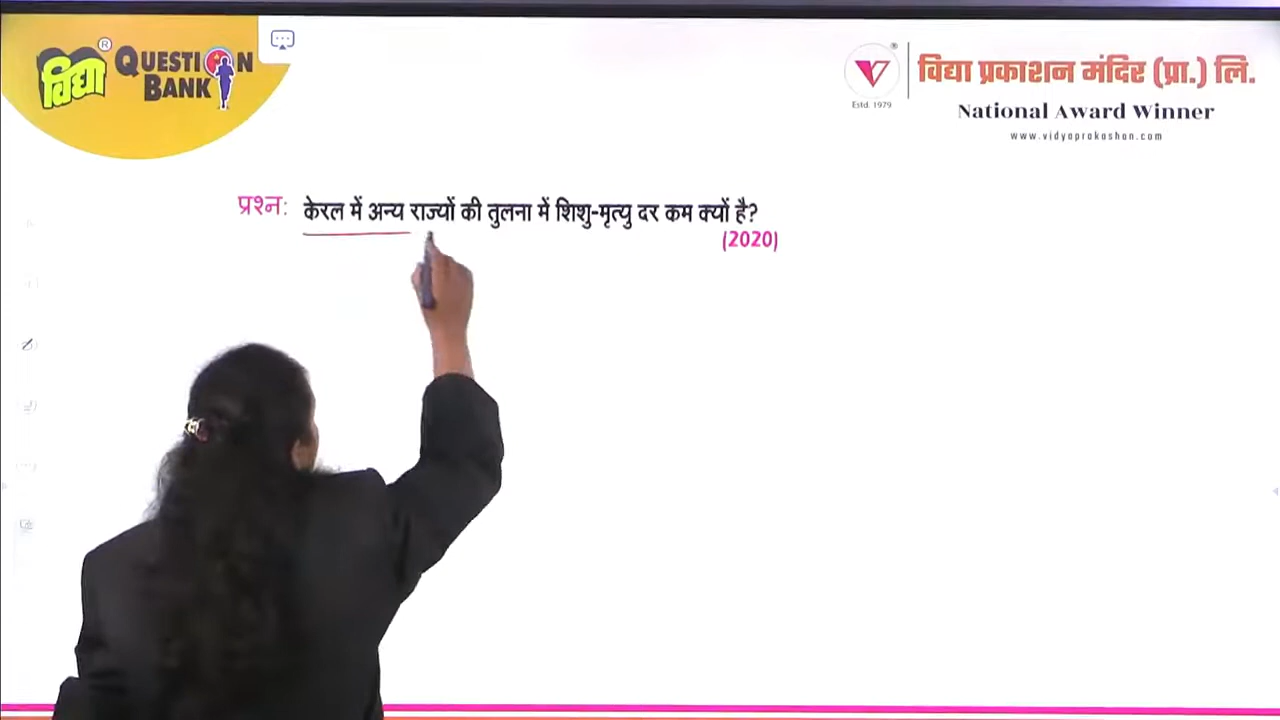 विद्या
®
QUESTION
BANK
®
Estd. 1979
विद्या प्रकाशन मंदिर (प्रा.) लि.
National Award Winner
www.vidyaprakashan.com
प्रश्न: केरल में अन्य राज्यों की तुलना में शिशु-मृत्यु दर कम क्यों है?
(2020)